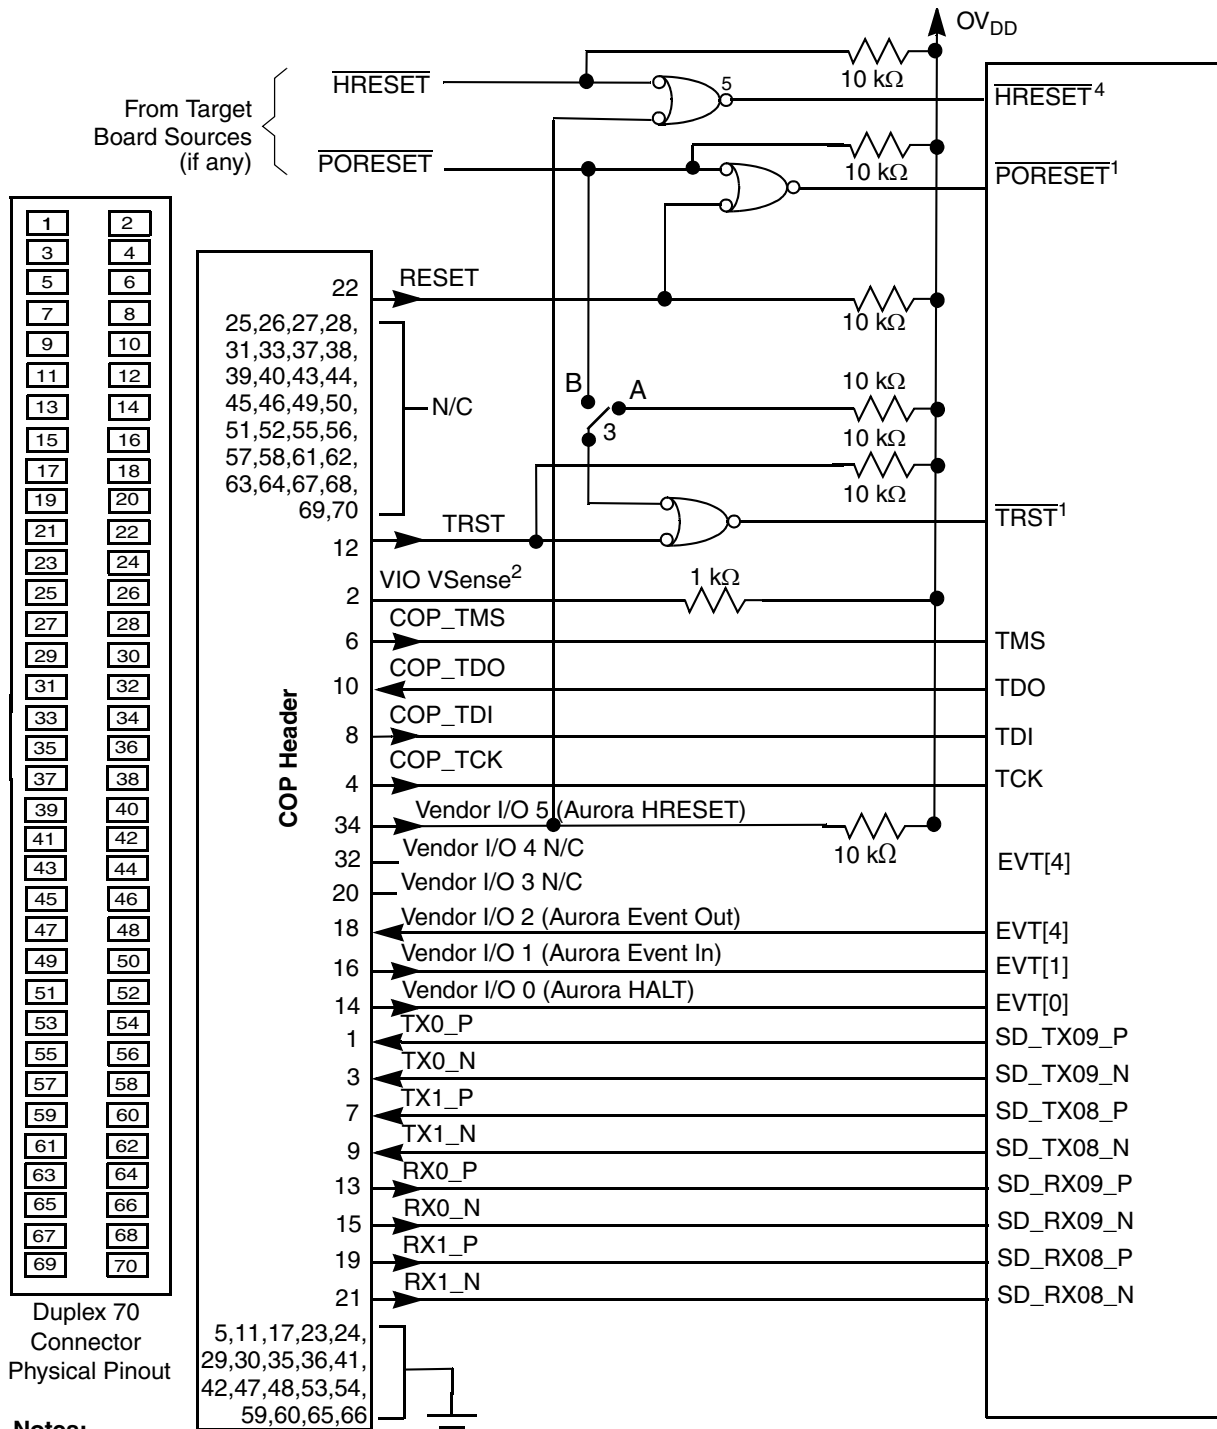 OVDD
HRESET
5
10 kΩ
HRESET4
From Target
Board Sources
(if any)
PORESET
10 kΩ
PORESET1
1 2
3 4
5 6
7 8
9 10
11 12
13 14
15 16
17 18
19 20
21 22
23 24
25 26
27 28
29 30
31 32
33 34
35 36
37 38
39 40
41 42
43 44
45 46
47 48
49 50
51 52
53 54
55 56
57 58
59 60
61 62
63 64
65 66
67 68
69 70
Duplex 70
Connector
Physical Pinout
COP Header
22 RESET
10 kΩ
25,26,27,28,
31,33,37,38,
39,40,43,44,
45,46,49,50,
51,52,55,56,
57,58,61,62,
63,64,67,68,
69,70
N/C
B A
3
10 kΩ
10 kΩ
10 kΩ
12 TRST
TRST1
2 VIO VSense2
1 kΩ
6 COP_TMS TMS
10 COP_TDO TDO
8 COP_TDI TDI
4 COP_TCK TCK
34 Vendor I/O 5 (Aurora HRESET)
10 kΩ
32 Vendor I/O 4 N/C EVT[4]
20 Vendor I/O 3 N/C
18 Vendor I/O 2 (Aurora Event Out) EVT[4]
16 Vendor I/O 1 (Aurora Event In) EVT[1]
14 Vendor I/O 0 (Aurora HALT) EVT[0]
1 TX0_P SD_TX09_P
3 TX0_N SD_TX09_N
7 TX1_P SD_TX08_P
9 TX1_N SD_TX08_N
13 RX0_P SD_RX09_P
15 RX0_N SD_RX09_N
19 RX1_P SD_RX08_P
21 RX1_N SD_RX08_N
5,11,17,23,24,
29,30,35,36,41,
42,47,48,53,54,
59,60,65,66
Notes: